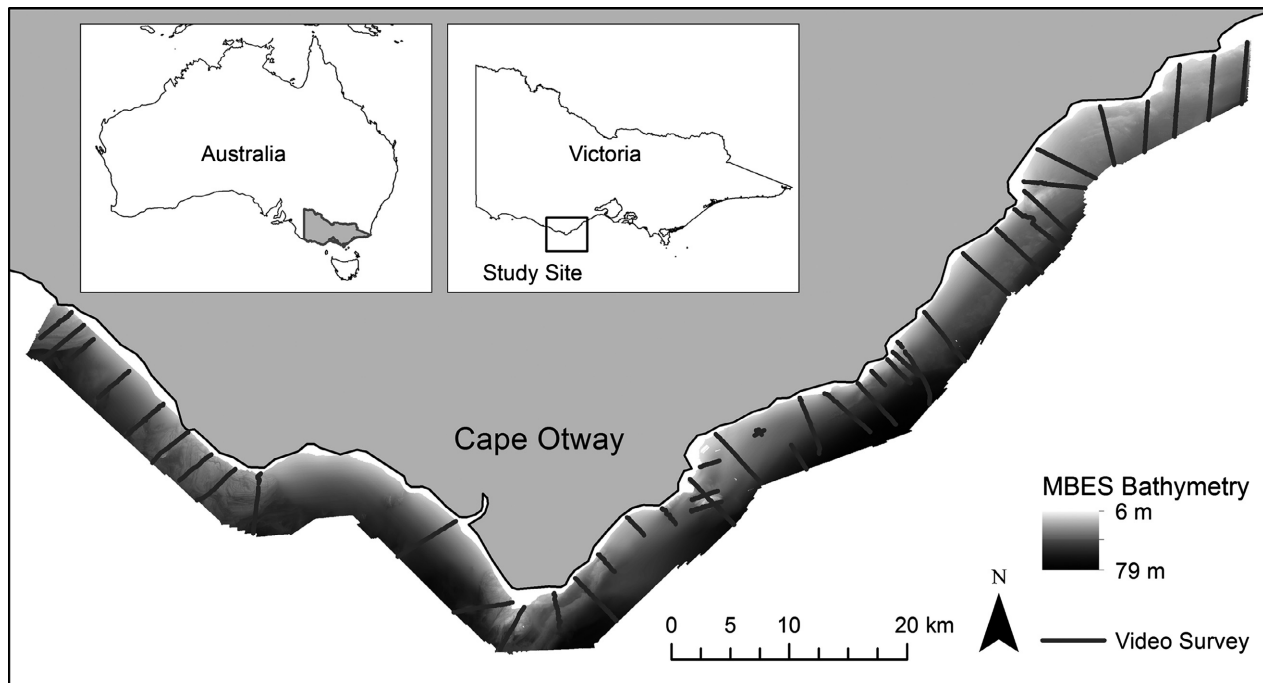 Australia
Victoria
Study Site
Cape Otway
MBES Bathymetry
6 m
79 m
N
0 5 10 20 km
Video Survey